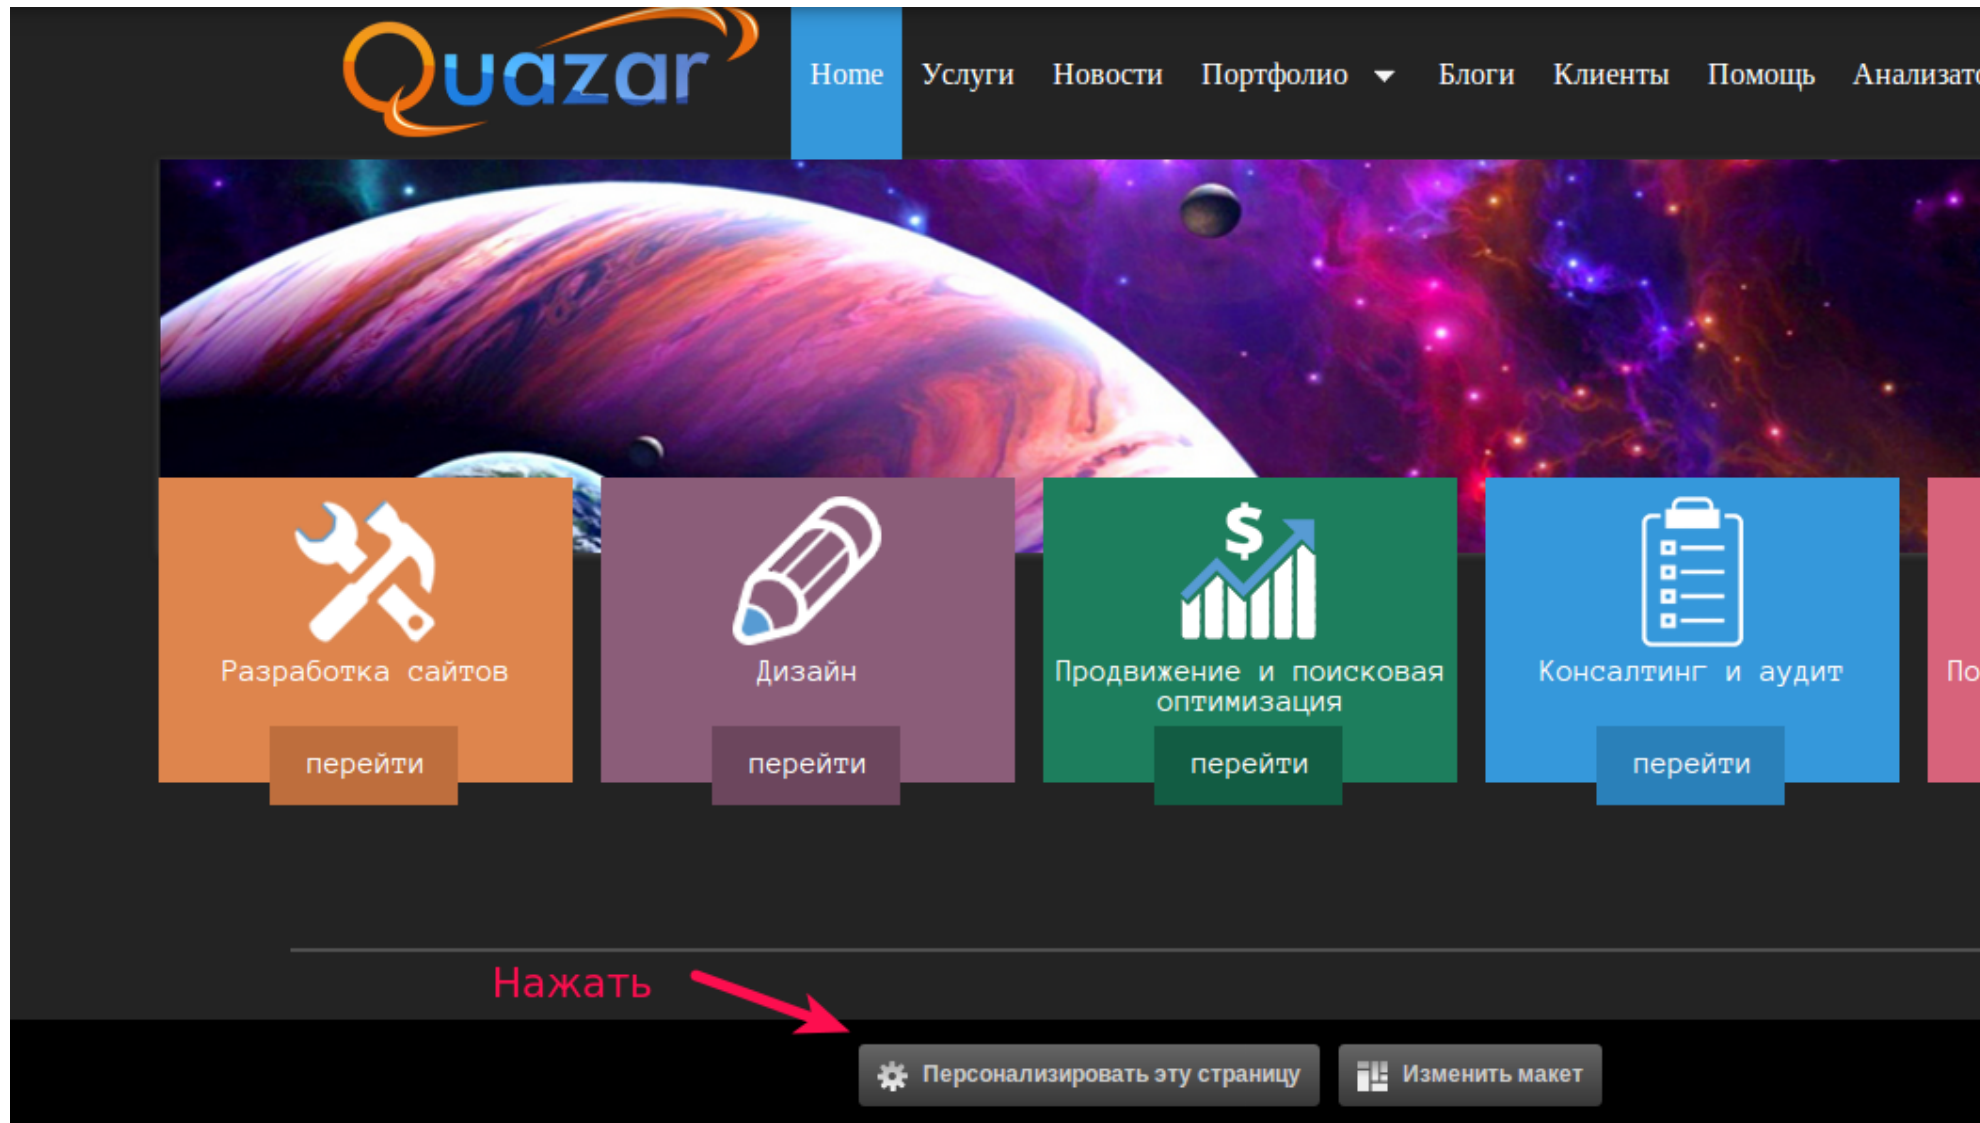 Quazar
Home Услуги Новости Портфолио Блоги Клиенты Помощь
Разработка сайтов
Дизайн
Продвижение и поисковая
оптимизация
Консалтинг и аудит
перейти
перейти
перейти
перейти
Нажать
Персонализировать эту страницу
Изменить макет